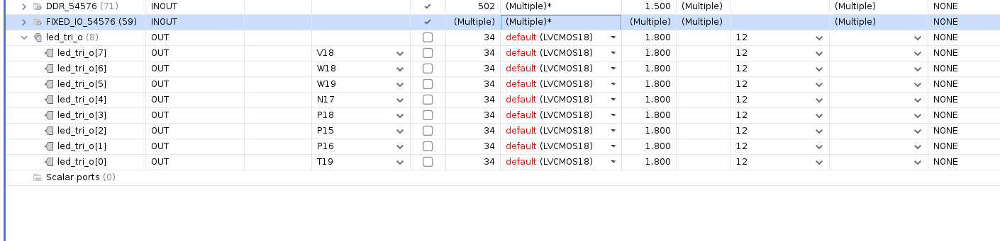 DDR_54576 (71) INOUT 502 (Multiple)* 1.500 (Multiple) (Multiple) NONE
FIXED_IO_54576 (59) INOUT (Multiple) (Multiple)* (Multiple) (Multiple) (Multiple) NONE
led_tri_o (8) OUT 34 default (LVCMOS18) 1.800 12 NONE
led_tri_o[7] OUT V18 34 default (LVCMOS18) 1.800 12 NONE
led_tri_o[6] OUT W18 34 default (LVCMOS18) 1.800 12 NONE
led_tri_o[5] OUT W19 34 default (LVCMOS18) 1.800 12 NONE
led_tri_o[4] OUT N17 34 default (LVCMOS18) 1.800 12 NONE
led_tri_o[3] OUT P18 34 default (LVCMOS18) 1.800 12 NONE
led_tri_o[2] OUT P15 34 default (LVCMOS18) 1.800 12 NONE
led_tri_o[1] OUT P16 34 default (LVCMOS18) 1.800 12 NONE
led_tri_o[0] OUT T19 34 default (LVCMOS18) 1.800 12 NONE
Scalar ports (0)